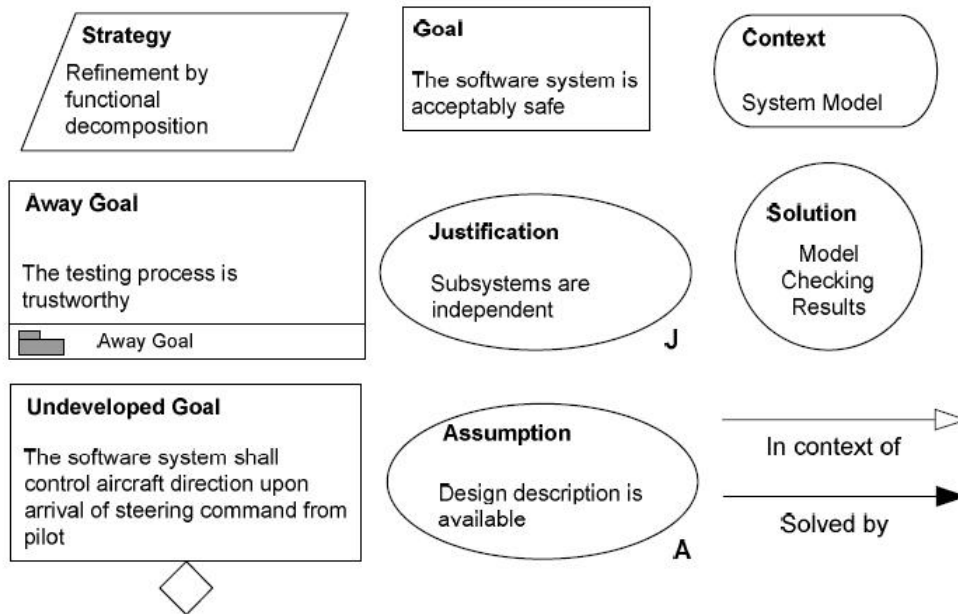 Strategy
Refinement by
functional
decomposition
Goal
The software system is
acceptably safe
Context
System Model
Away Goal
The testing process is
trustworthy
Away Goal
Justification
Subsystems are
independent
J
Solution
Model
Checking
Results
Undeveloped Goal
The software system shall
control aircraft direction upon
arrival of steering command from
pilot
Assumption
Design description is
available
A
In context of
Solved by